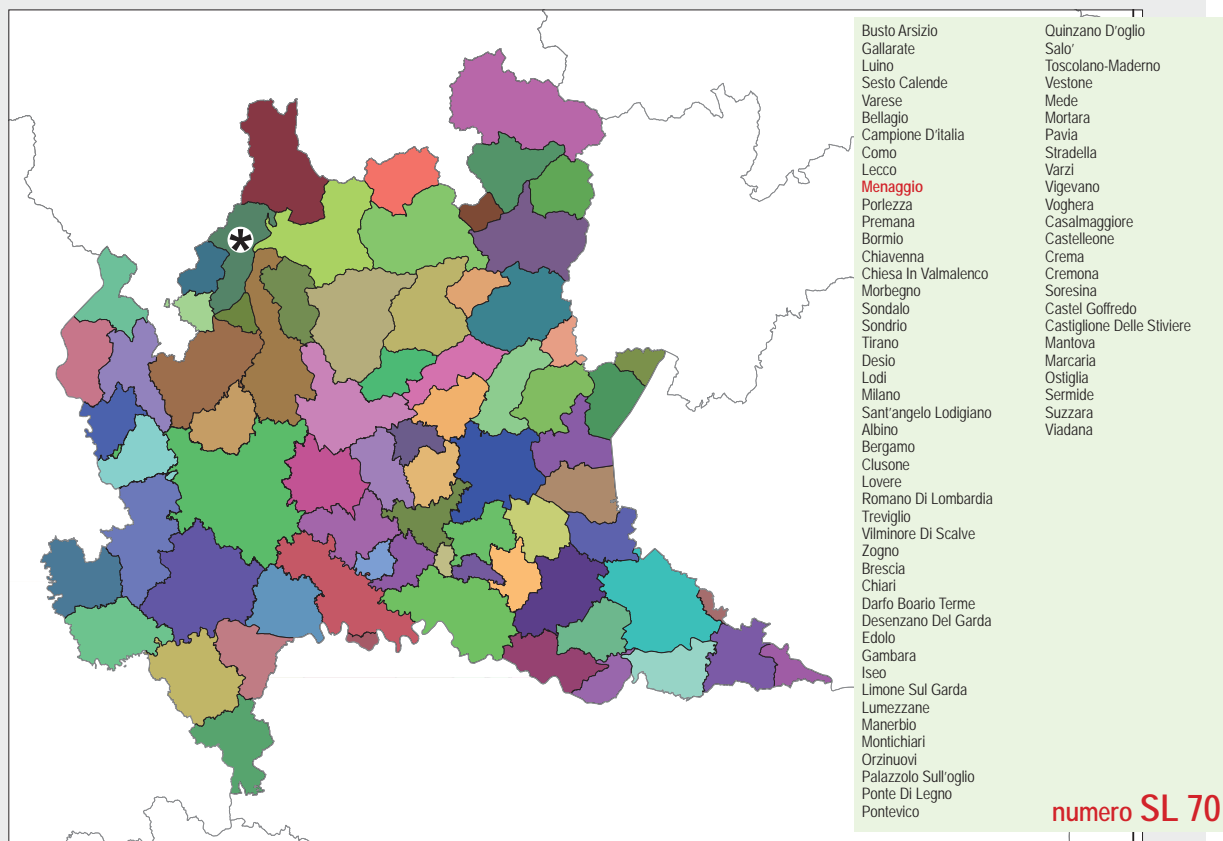 Busto Arsizio
Gallarate
Luino
Sesto Calende
Varese
Bellagio
Campione D'italia
Como
Lecco
Menaggio
Porlezza
Premana
Bormio
Chiavenna
Chiesa In Valmalenco
Morbegno
Sondalo
Sondrio
Tirano
Desio
Lodi
Milano
Sant'angelo Lodigiano
Albino
Bergamo
Clusone
Lovere
Romano Di Lombardia
Treviglio
Vilminore Di Scalve
Zogno
Brescia
Chiari
Darfo Boario Terme
Desenzano Del Garda
Edolo
Gambara
Iseo
Limone Sul Garda
Lumezzane
Manerbio
Montichiari
Orzinuovi
Palazzolo Sull'oglio
Ponte Di Legno
Pontevico
Quinzano D'oglio
Salo'
Toscolano-Maderno
Vestone
Mede
Mortara
Pavia
Stradella
Varzi
Vigevano
Voghera
Casalmaggiore
Castelleone
Crema
Cremona
Soresina
Castel Goffredo
Castiglione Delle Stiviere
Mantova
Marcaria
Ostiglia
Sermide
Suzzara
Viadana
numero SL 70
*